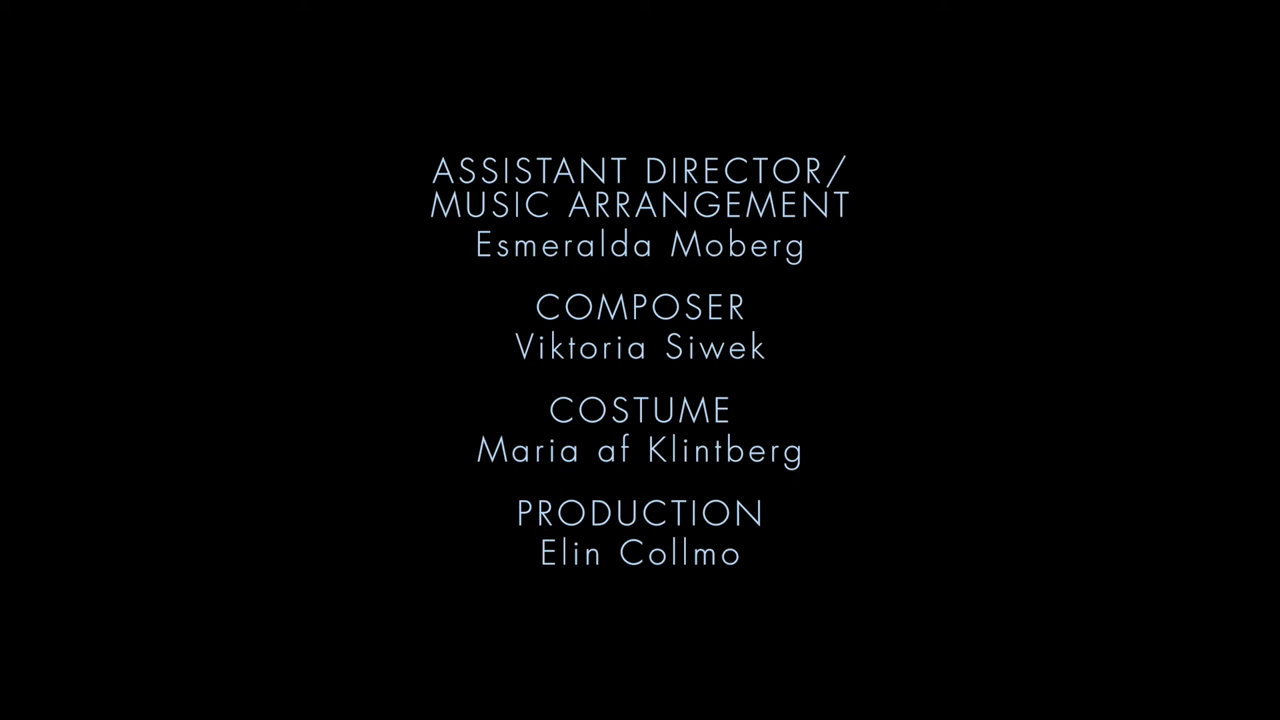 ASSISTANT DIRECTOR/
MUSIC ARRANGEMENT
Esmeralda Moberg
COMPOSER
Viktoria Siwek
COSTUME
Maria af Klintberg
PRODUCTION
Elin Collmo